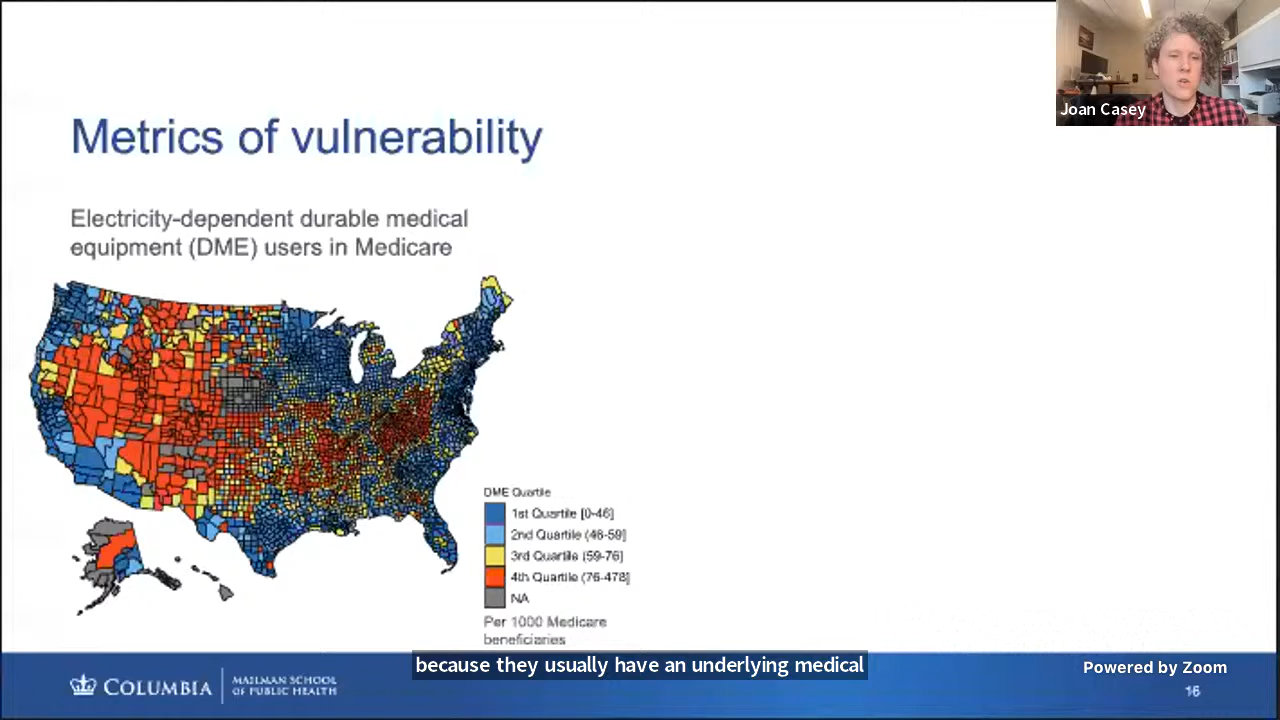 Joan Casey
Metrics of vulnerability
Electricity-dependent durable medical
equipment (DME) users in Medicare
DME Quartile
1st Quartile [0-46]
2nd Quartile (46-59]
3rd Quartile (59-76]
4th Quartile (76-478]
NA
Per 1000 Medicare
beneficiaries
because they usually have an underlying medical
COLUMBIA
MAILMAN SCHOOL
OF PUBLIC HEALTH
Powered by Zoom
16